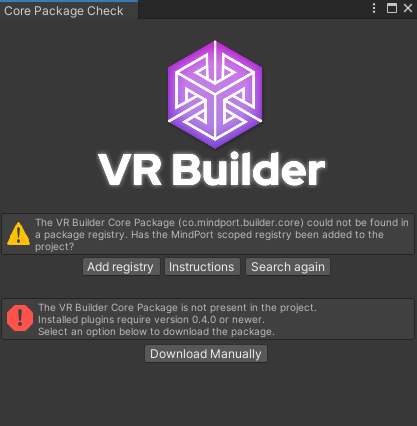 Core Package Check
VR Builder
The VR Builder Core Package (co.mindport.builder.core) could not be found in
a package registry. Has the MindPort scoped registry been added to the
project?
Add registry Instructions Search again
The VR Builder Core Package is not present in the project.
Installed plugins require version 0.4.0 or newer.
Select an option below to download the package.
Download Manually